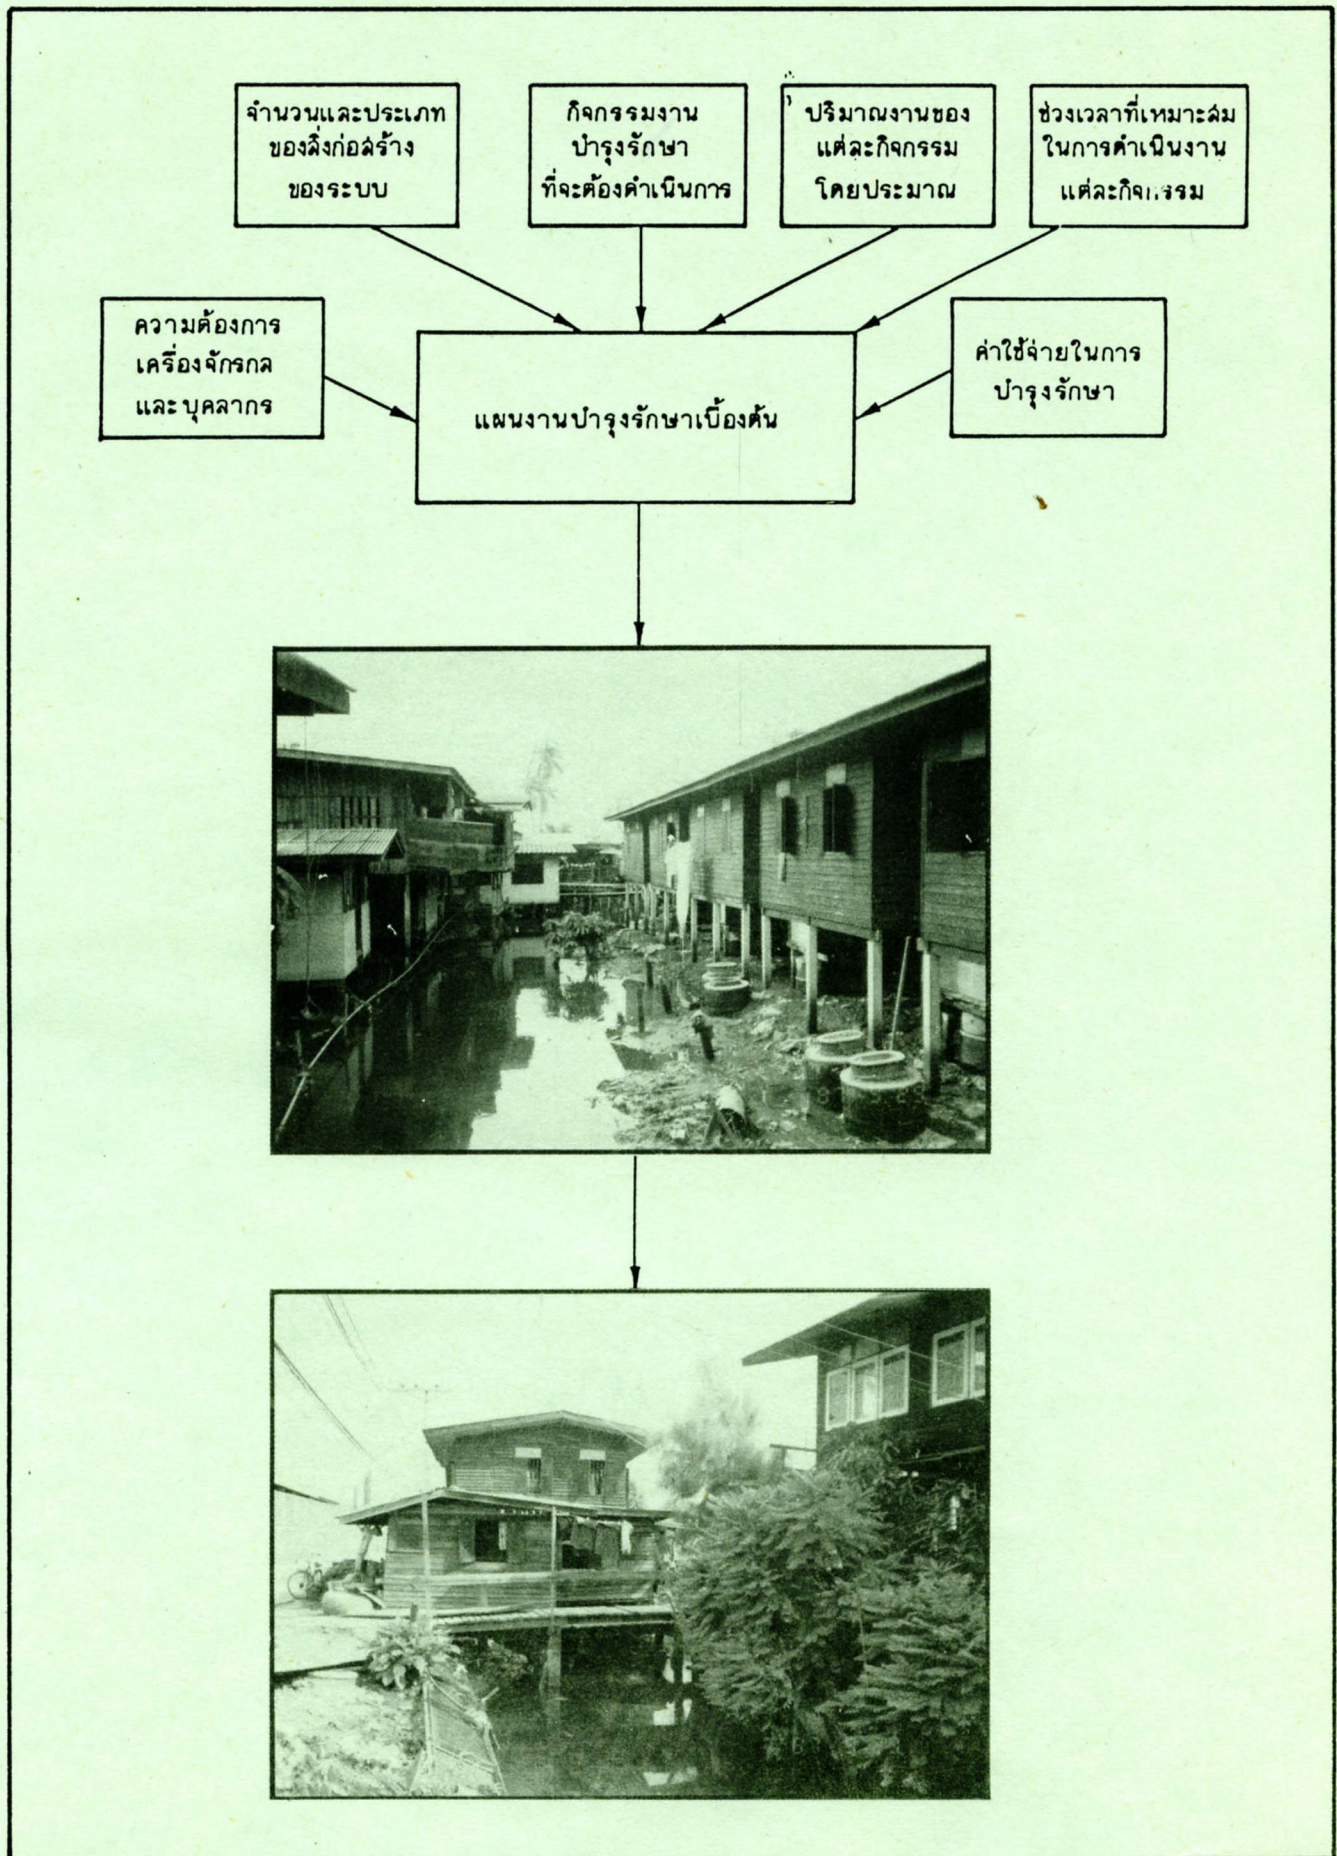 จำนวนและประเภท
ของสิ่งก่อสร้าง
ของระบบ
กิจกรรมงาน
บำรุงรักษา
ที่จะต้องดำเนินการ
ปริมาณงานของ
แต่ละกิจกรรม
โดยประมาณ
ช่วงเวลาที่เหมาะสม
ในการดำเนินงาน
แต่ละกิจกรรม
ความต้องการ
เครื่องจักรกล
และบุคลากร
แผนงานบำรุงรักษาเบื้องต้น
ค่าใช้จ่ายในการ
บำรุงรักษา